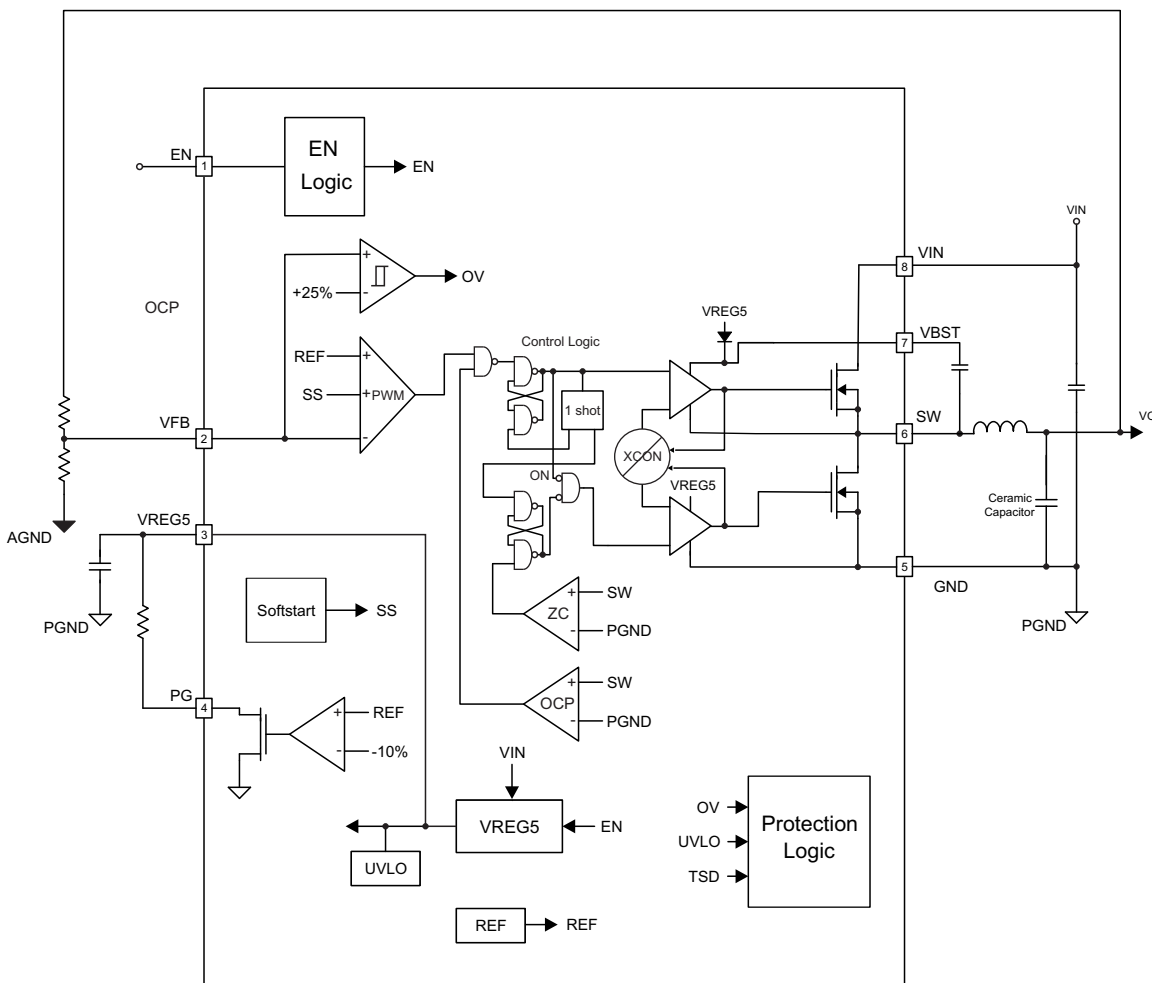 EN
1
EN
Logic
EN
VIN
+
OV
+25%
-
OCP
VIN
8
VREG5
VBST
7
Control Logic
REF
+
SS
+
PWM
1 shot
VFB
2
-
SW
6
VO
XCON
ON
VREG5
Ceramic
Capacitor
AGND
VREG5
3
GND
5
Softstart
SS
ZC
+
SW
-
PGND
PGND
PGND
PG
4
+
REF
-
-10%
OCP
+
SW
-
PGND
VIN
VREG5
EN
UVLO
OV
UVLO
TSD
Protection
Logic
REF
REF